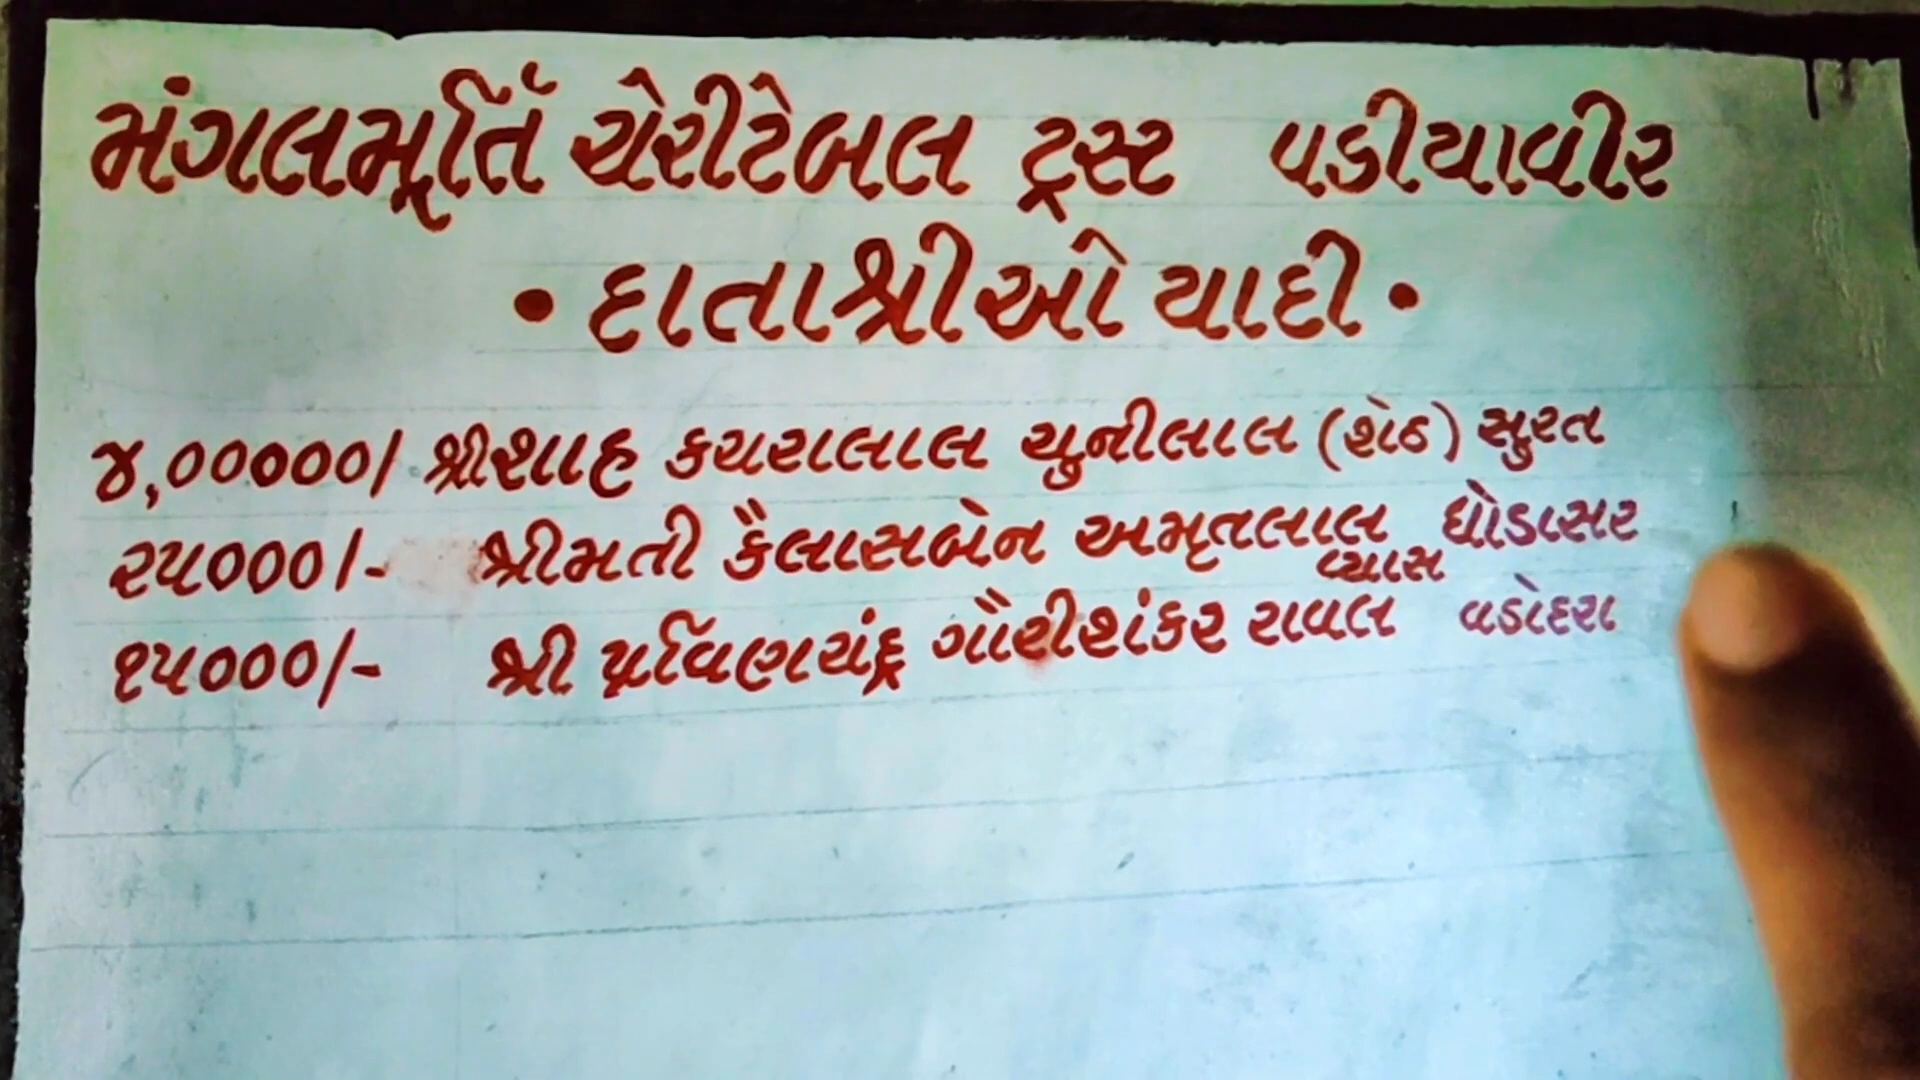 મંગલમૂર્તિ ચેરીટેબલ ટ્રસ્ટ વડીયાવીર
• દાતાશ્રીઓ યાદી •
૪,૦૦૦૦૦/ શ્રી શાહ કચરાલાલ ચુનીલાલ (શેઠ) સુરત
૨૫૦૦૦/- શ્રીમતી કૈલાસબેન અમૃતલાલ વ્યાસ ઘોડાસર
૧૫૦૦૦/- શ્રી પ્રવિણચંદ્ર ગૌરીશંકર રાવલ વડોદરા